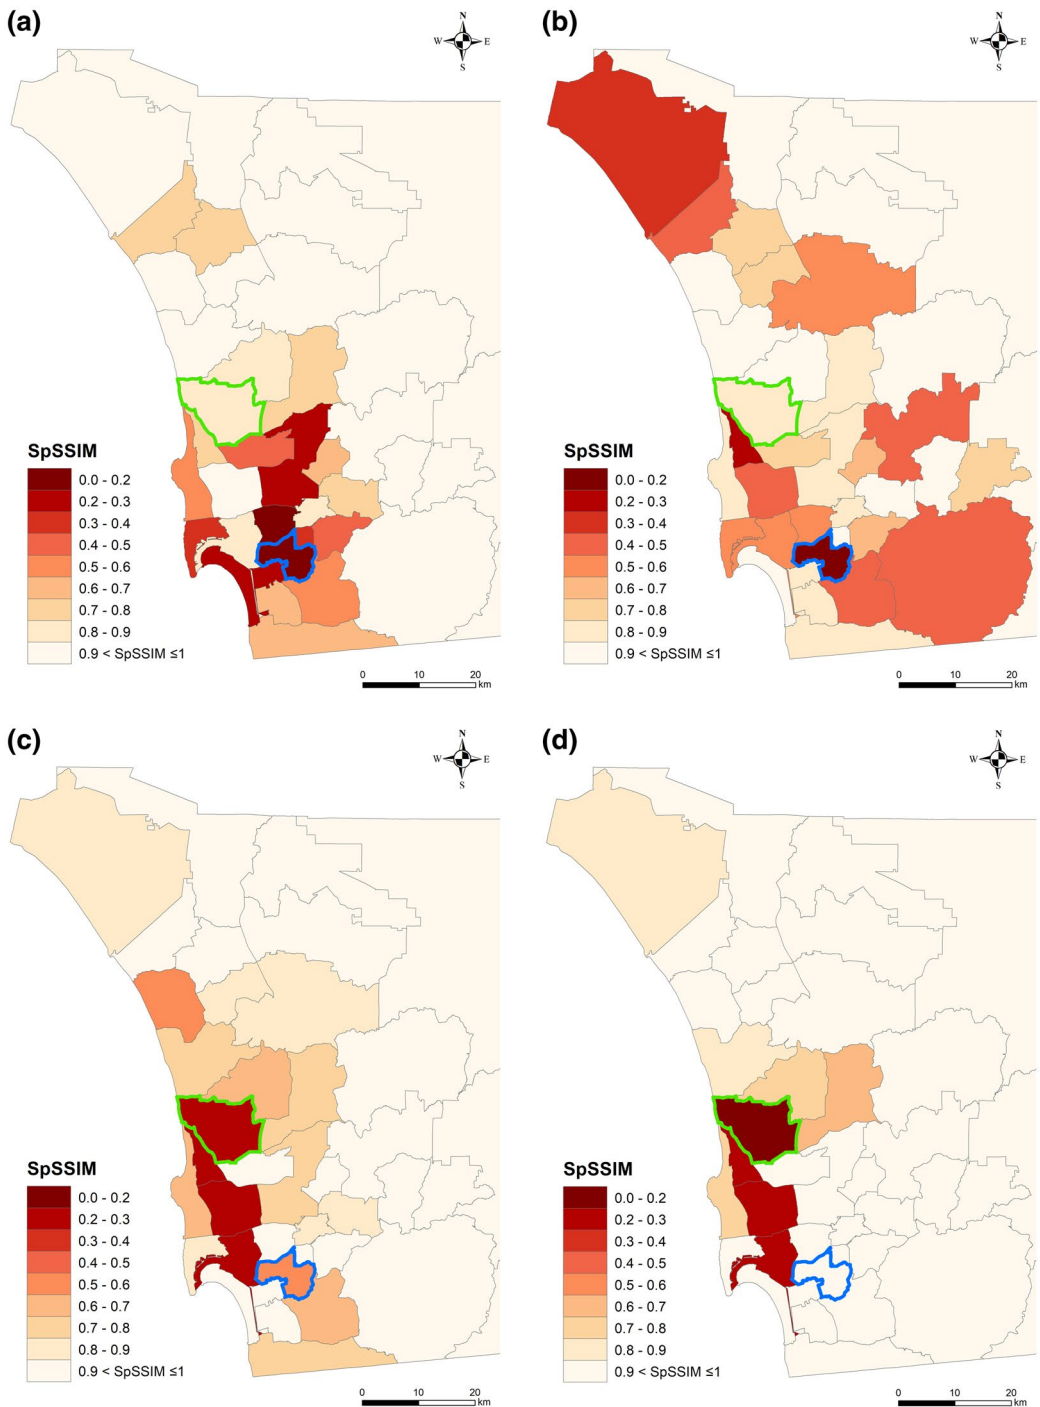 (a)
N
W E
S
SpSSIM
0.0 - 0.2
0.2 - 0.3
0.3 - 0.4
0.4 - 0.5
0.5 - 0.6
0.6 - 0.7
0.7 - 0.8
0.8 - 0.9
0.9 < SpSSIM ≤1
0 10 20
km
(b)
N
W E
S
SpSSIM
0.0 - 0.2
0.2 - 0.3
0.3 - 0.4
0.4 - 0.5
0.5 - 0.6
0.6 - 0.7
0.7 - 0.8
0.8 - 0.9
0.9 < SpSSIM ≤1
0 10 20
km
(c)
N
W E
S
SpSSIM
0.0 - 0.2
0.2 - 0.3
0.3 - 0.4
0.4 - 0.5
0.5 - 0.6
0.6 - 0.7
0.7 - 0.8
0.8 - 0.9
0.9 < SpSSIM ≤1
0 10 20
km
(d)
N
W E
S
SpSSIM
0.0 - 0.2
0.2 - 0.3
0.3 - 0.4
0.4 - 0.5
0.5 - 0.6
0.6 - 0.7
0.7 - 0.8
0.8 - 0.9
0.9 < SpSSIM ≤1
0 10 20
km